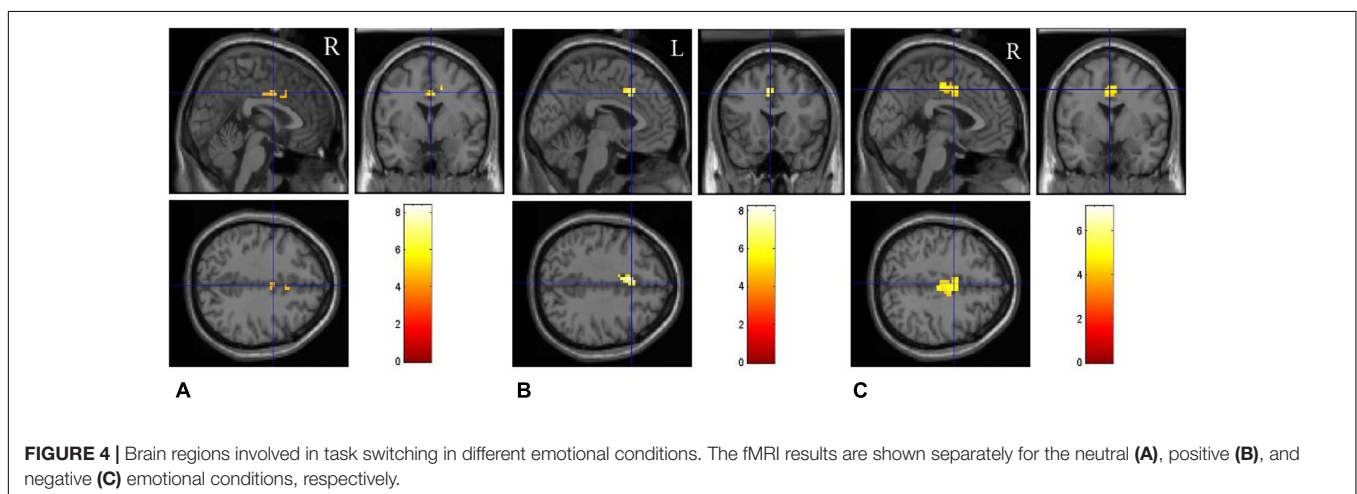 R
L
R
8
6
4
2
0
8
6
4
2
0
6
4
2
0
A
B
C
FIGURE 4 | Brain regions involved in task switching in different emotional conditions. The fMRI results are shown separately for the neutral (A), positive (B), and
negative (C) emotional conditions, respectively.